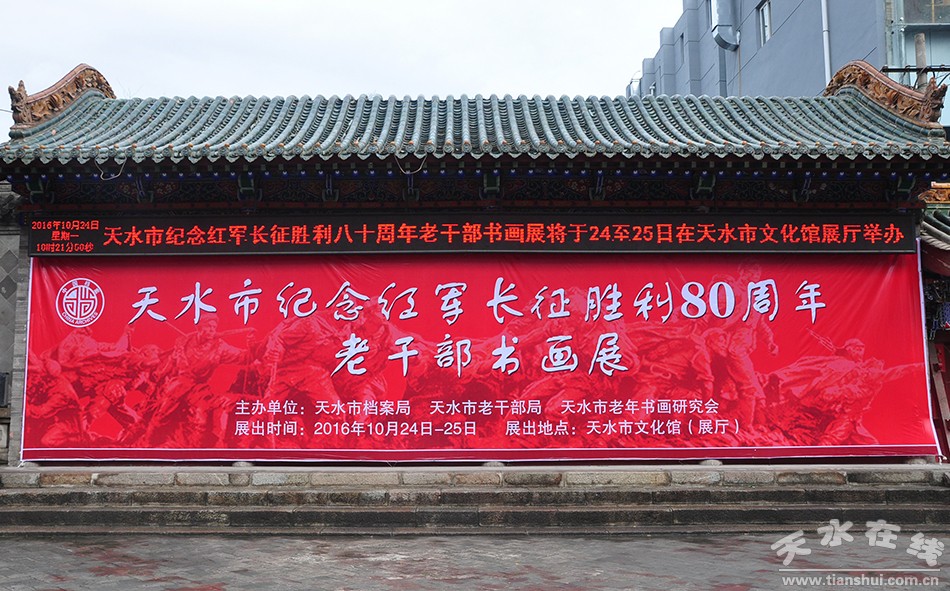 2016年10月24日
星期一
10时21分50秒
天水市纪念红军长征胜利八十周年老干部书画展将于24至25日在天水市文化馆展厅举办
天水市纪念红军长征胜利80周年
老干部书画展
主办单位：天水市档案局 天水市老干部局 天水市老年书画研究会
展出时间：2016年10月24日-25日 展出地点：天水市文化馆（展厅）
天水在线
www.tianshui.com.cn